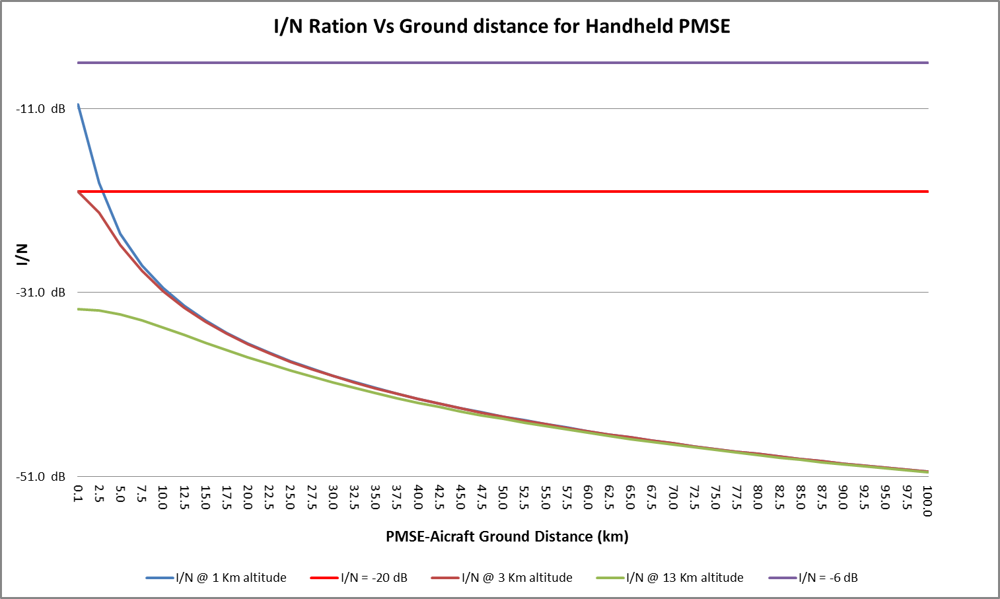 I/N Ration Vs Ground distance for Handheld PMSE
-11.0 dB
-31.0 dB
-51.0 dB
I/N
0.1 2.5 5.0 7.5 10.0 12.5 15.0 17.5 20.0 22.5 25.0 27.5 30.0 32.5 35.0 37.5 40.0 42.5 45.0 47.5 50.0 52.5 55.0 57.5 60.0 62.5 65.0 67.5 70.0 72.5 75.0 77.5 80.0 82.5 85.0 87.5 90.0 92.5 95.0 97.5 100.0
PMSE-Aicraft Ground Distance (km)
I/N @ 1 Km altitude I/N = -20 dB I/N @ 3 Km altitude I/N @ 13 Km altitude I/N = -6 dB